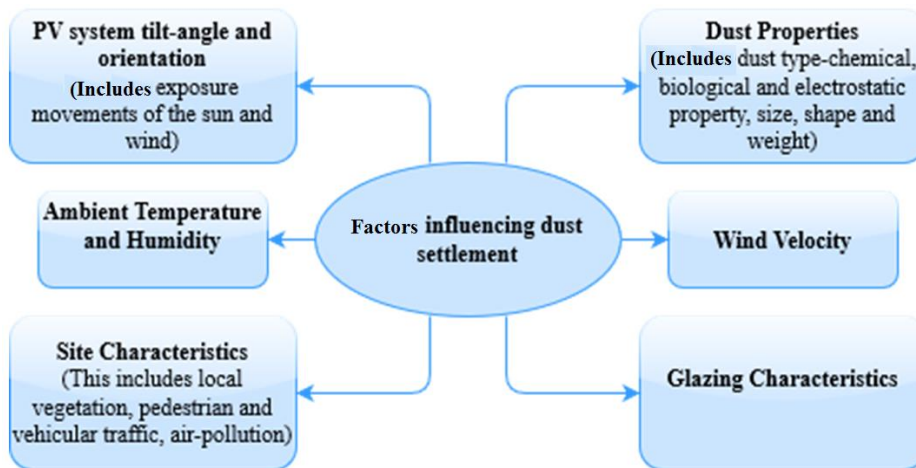 PV system tilt-angle and
orientation
(Includes exposure
movements of the sun and
wind)
Dust Properties
(Includes dust type-chemical,
biological and electrostatic
property, size, shape and
weight)
Ambient Temperature
and Humidity
Factors influencing dust
settlement
Wind Velocity
Site Characteristics
(This includes local
vegetation, pedestrian and
vehicular traffic, air-pollution)
Glazing Characteristics